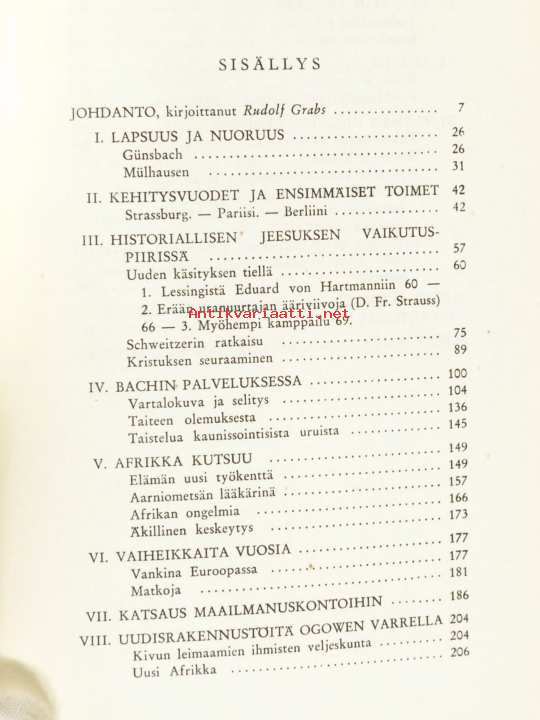 SISÄLLYS
JOHDANTO, kirjoittanut Rudolf Grabs ................ 7
I. LAPSUUS JA NUORUUS ................ 26
Günsbach ................ 26
Mülhausen ................ 31
II. KEHITYSVUODET JA ENSIMMÄISET TOIMET 42
Strassburg. — Pariisi. — Berliini ................ 42
III. HISTORIALLISEN JEESUKSEN VAIKUTUS-
PIIRISSÄ ................ 57
Uuden käsityksen tiellä ................ 60
1. Lessingistä Eduard von Hartmanniin 60 —
2. Erään uranuurtajan ääriviivoja (D. Fr. Strauss)
Antikvariaatti.net
66 — 3. Myöhempi kamppailu 69.
Schweitzerin ratkaisu ................ 75
Kristuksen seuraaminen ................ 89
IV. BACHIN PALVELUKSESSA ................ 100
Vartalokuva ja selitys ................ 104
Taiteen olemuksesta ................ 136
Taistelua kaunissointisista uruista ................ 145
V. AFRIKKA KUTSUU ................ 149
Elämän uusi työkenttä ................ 149
Aarniometsän lääkärinä ................ 157
Afrikan ongelmia ................ 166
Äkillinen keskeytys ................ 173
VI. VAIHEIKKAITA VUOSIA ................ 177
Vankina Euroopassa ................ 177
Matkoja ................ 181
VII. KATSAUS MAAILMANUSKONTOIHIN ........ 186
VIII. UUDISRAKENNUSTÖITÄ OGOWEN VARRELLA 204
Kivun leimaamien ihmisten veljeskunta ........ 204
Uusi Afrikka ................ 206